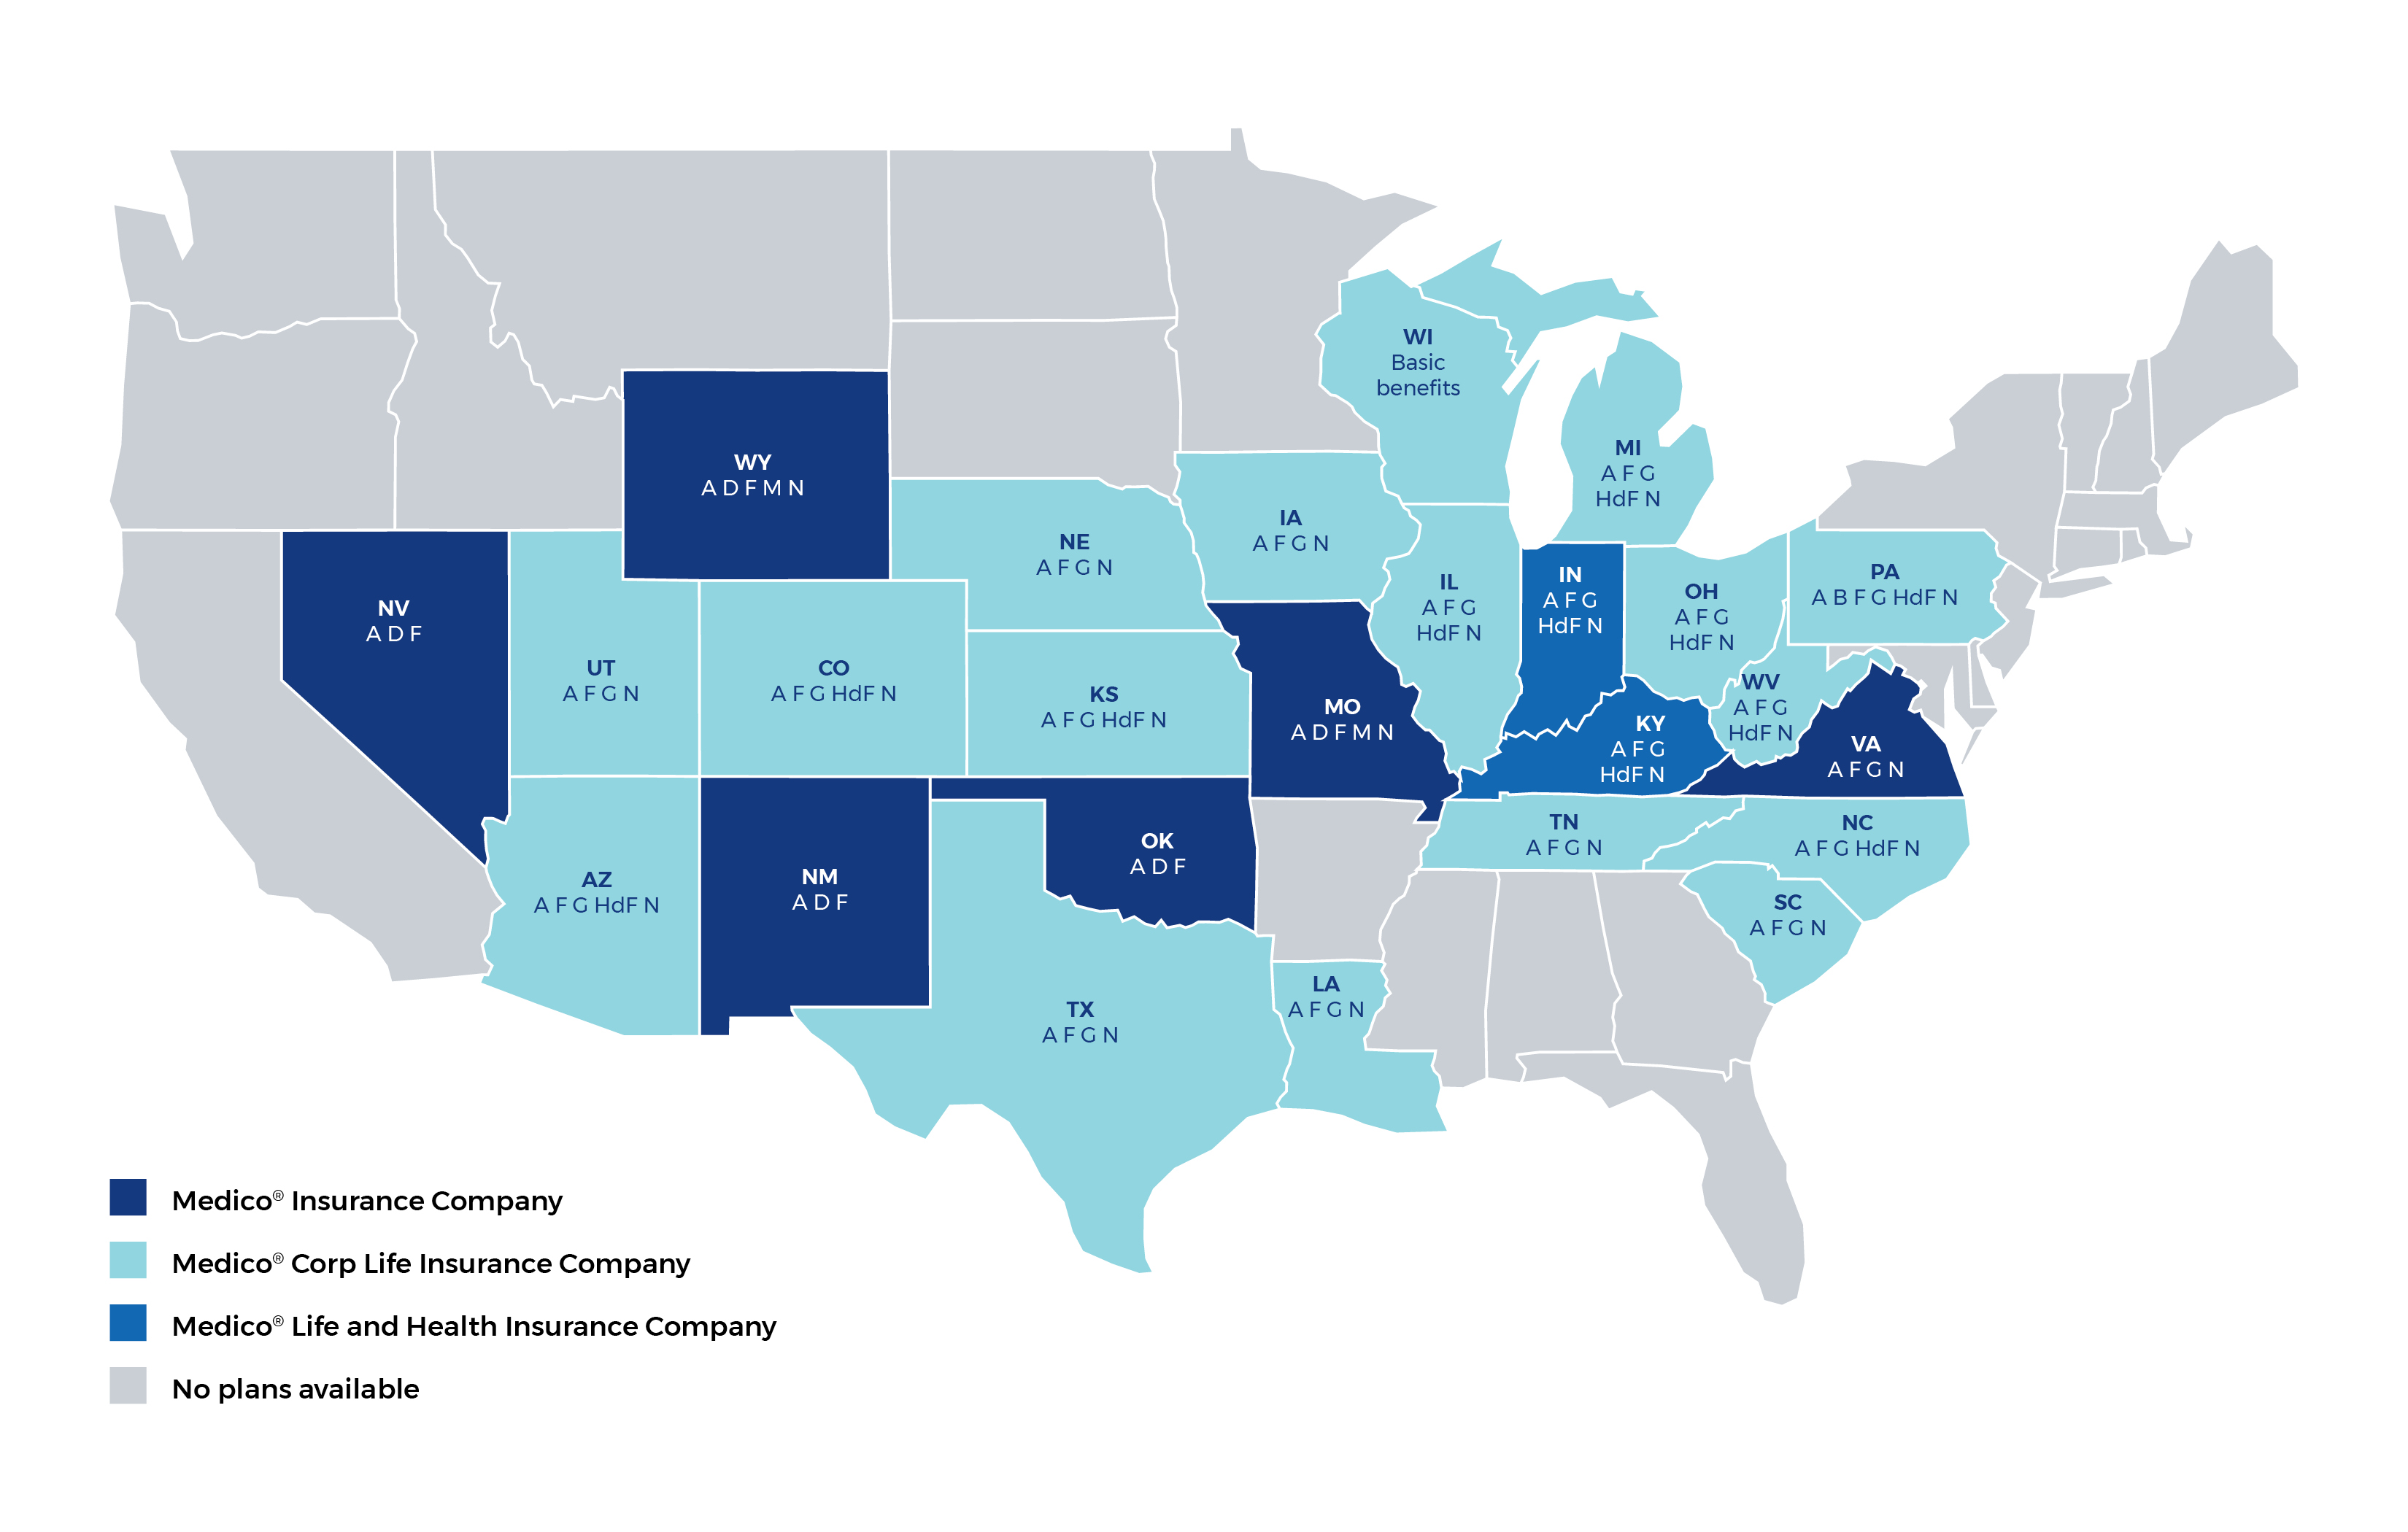 WI
Basic
benefits
MI
A F G
HdF N
WY
A D F M N
IA
A F G N
NE
A F G N
IL
A F G
HdF N
IN
A F G
HdF N
OH
A F G
HdF N
PA
A B F G HdF N
NV
A D F
UT
A F G N
CO
A F G HdF N
KS
A F G HdF N
MO
A D F M N
KY
A F G
HdF N
WV
A F G
HdF N
VA
A F G N
TN
A F G N
NC
A F G HdF N
OK
A D F
AZ
A F G HdF N
NM
A D F
SC
A F G N
TX
A F G N
LA
A F G N
Medico® Insurance Company
Medico® Corp Life Insurance Company
Medico® Life and Health Insurance Company
No plans available